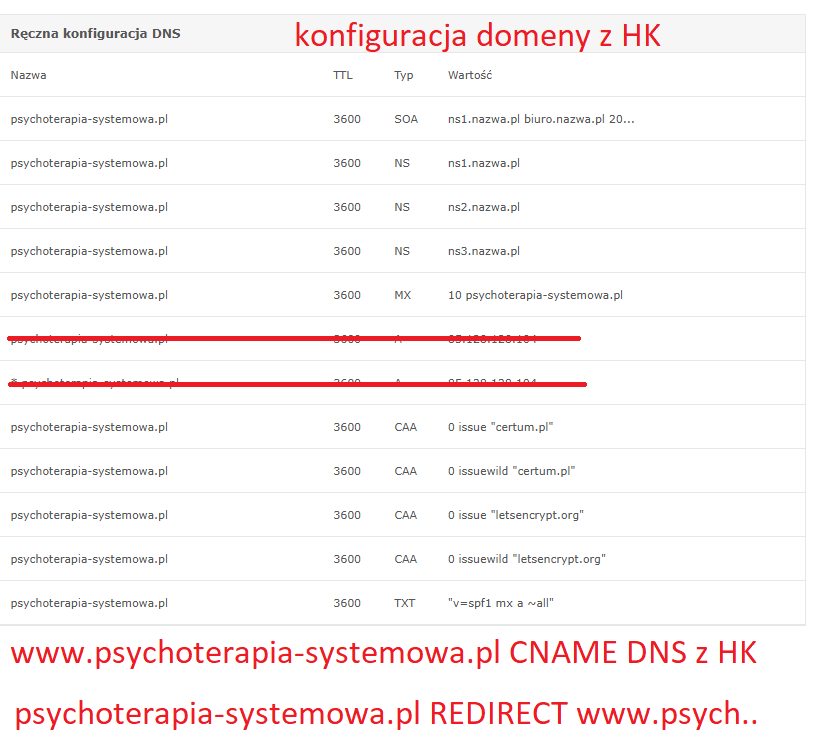 Ręczna konfiguracja DNS konfiguracja domeny z HK
Nazwa TTL Typ Wartość
psychoterapia-systemowa.pl 3600 SOA ns1.nazwa.pl biuro.nazwa.pl 20...
psychoterapia-systemowa.pl 3600 NS ns1.nazwa.pl
psychoterapia-systemowa.pl 3600 NS ns2.nazwa.pl
psychoterapia-systemowa.pl 3600 NS ns3.nazwa.pl
psychoterapia-systemowa.pl 3600 MX 10 psychoterapia-systemowa.pl
psychoterapia-systemowa.pl 3600 A
*.psychoterapia-systemowa.pl 3600 A
psychoterapia-systemowa.pl 3600 CAA 0 issue "certum.pl"
psychoterapia-systemowa.pl 3600 CAA 0 issuewild "certum.pl"
psychoterapia-systemowa.pl 3600 CAA 0 issue "letsencrypt.org"
psychoterapia-systemowa.pl 3600 CAA 0 issuewild "letsencrypt.org"
psychoterapia-systemowa.pl 3600 TXT "v=spf1 mx a ~all"
www.psychoterapia-systemowa.pl CNAME DNS z HK
psychoterapia-systemowa.pl REDIRECT www.psych..